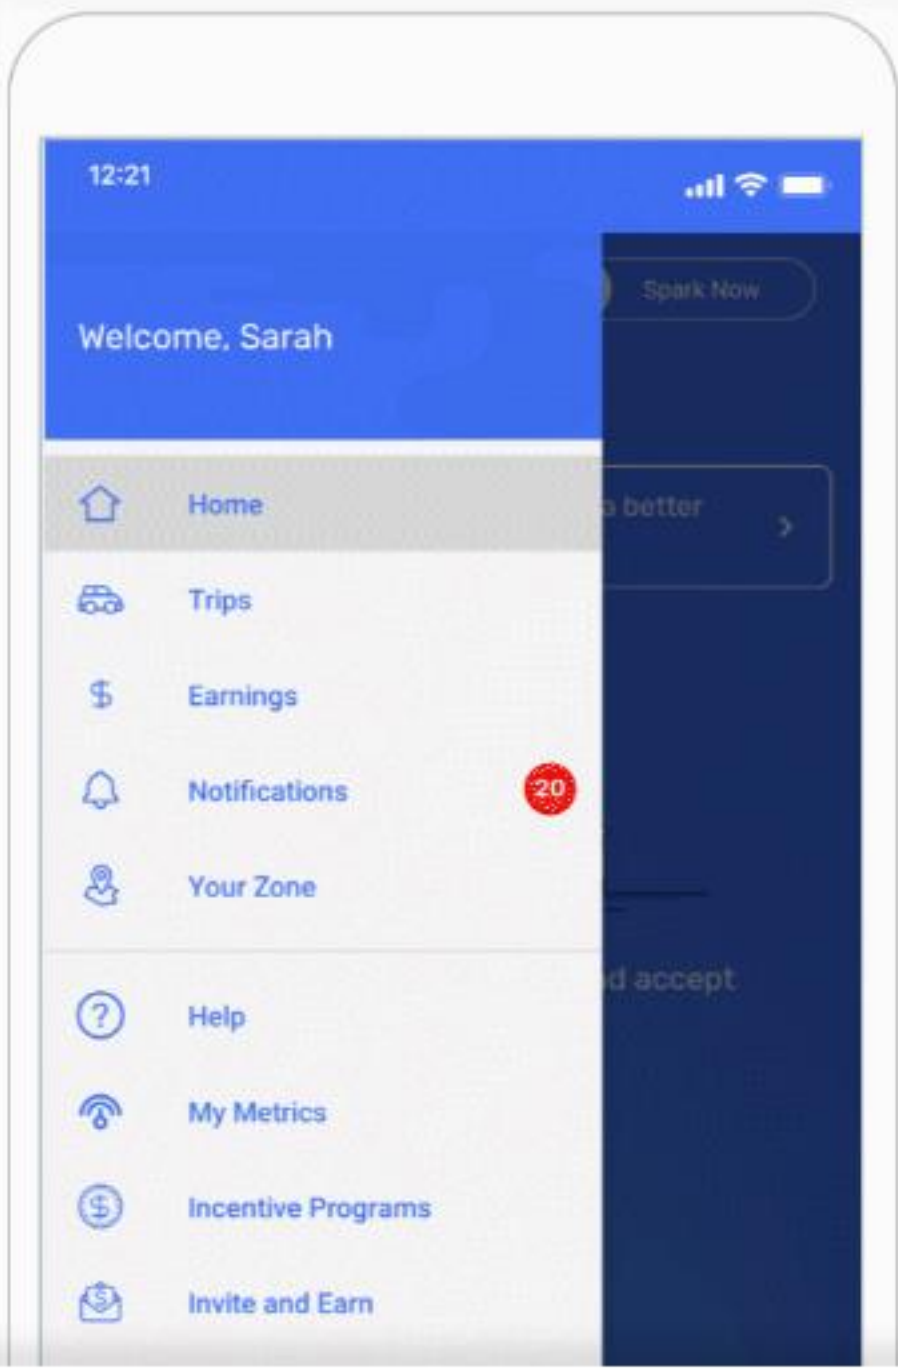 12:21
Spark Now
Welcome, Sarah
Home
better
Trips
Earnings
Notifications
20
Your Zone
d accept
Help
My Metrics
Incentive Programs
Invite and Earn